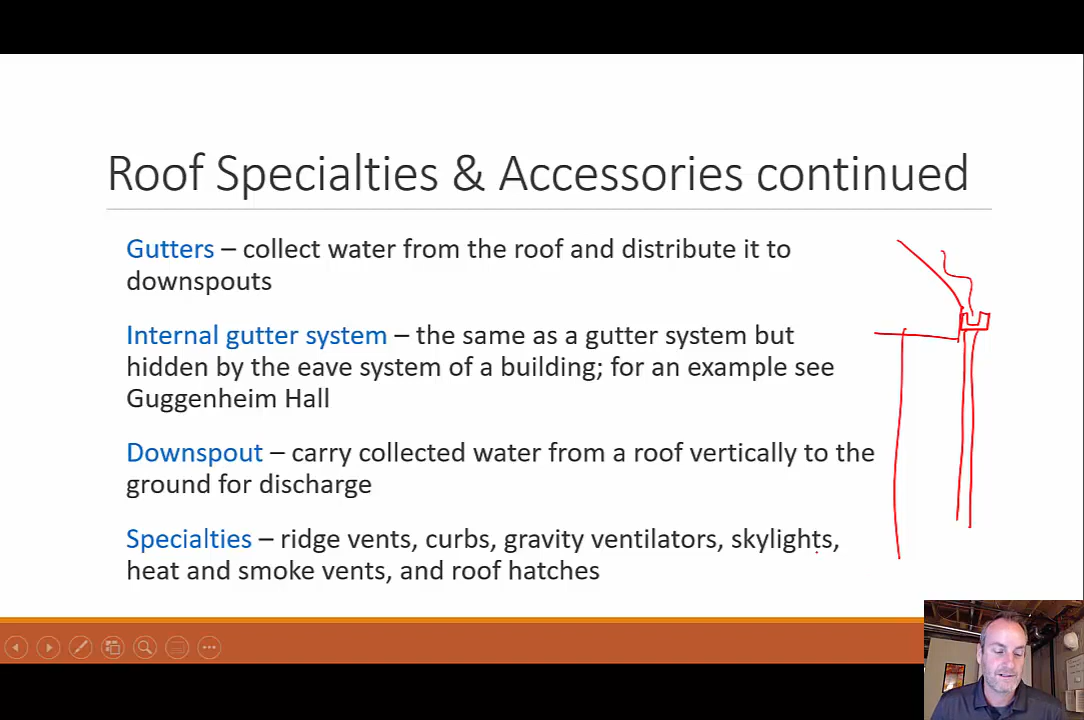 Roof Specialties & Accessories continued
Gutters – collect water from the roof and distribute it to
downspouts
Internal gutter system – the same as a gutter system but
hidden by the eave system of a building; for an example see
Guggenheim Hall
Downspout – carry collected water from a roof vertically to the
ground for discharge
Specialties – ridge vents, curbs, gravity ventilators, skylights,
heat and smoke vents, and roof hatches